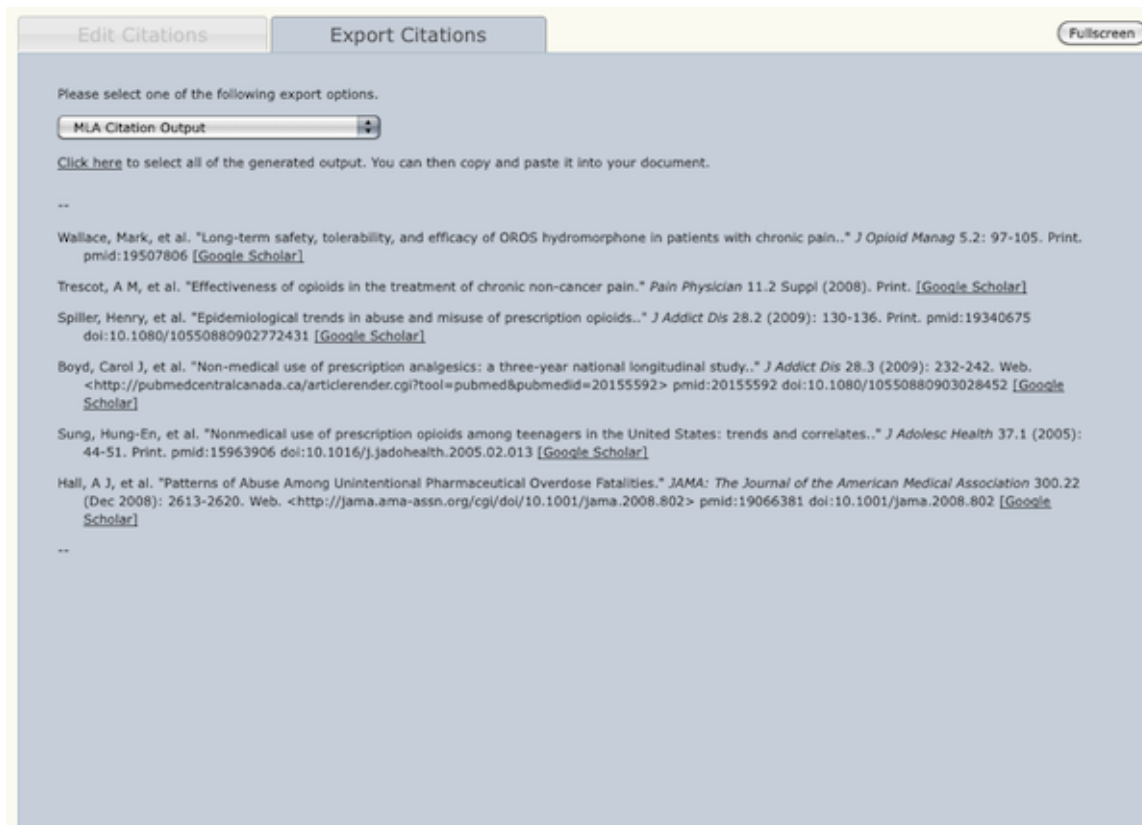 Edit Citations
Export Citations
Fullscreen
Please select one of the following export options.
MLA Citation Output
Click here to select all of the generated output. You can then copy and paste it into your document.
--
Wallace, Mark, et al. "Long-term safety, tolerability, and efficacy of OROS hydromorphone in patients with chronic pain.." J Opioid Manag 5.2: 97-105. Print.
pmid:19507806 [Google Scholar]
Trescot, A M, et al. "Effectiveness of opioids in the treatment of chronic non-cancer pain." Pain Physician 11.2 Suppl (2008). Print. [Google Scholar]
Spiller, Henry, et al. "Epidemiological trends in abuse and misuse of prescription opioids.." J Addict Dis 28.2 (2009): 130-136. Print. pmid:19340675
doi:10.1080/10550880902772431 [Google Scholar]
Boyd, Carol J, et al. "Non-medical use of prescription analgesics: a three-year national longitudinal study.." J Addict Dis 28.3 (2009): 232-242. Web.
<http://pubmedcentralcanada.ca/articlerender.cgi?tool=pubmed&pubmedid=20155592> pmid:20155592 doi:10.1080/10550880903028452 [Google
Scholar]
Sung, Hung-En, et al. "Nonmedical use of prescription opioids among teenagers in the United States: trends and correlates.." J Adolesc Health 37.1 (2005):
44-51. Print. pmid:15963906 doi:10.1016/j.jadohealth.2005.02.013 [Google Scholar]
Hall, A J, et al. "Patterns of Abuse Among Unintentional Pharmaceutical Overdose Fatalities." JAMA: The Journal of the American Medical Association 300.22
(Dec 2008): 2613-2620. Web. <http://jama.ama-assn.org/cgi/doi/10.1001/jama.2008.802> pmid:19066381 doi:10.1001/jama.2008.802 [Google
Scholar]
--